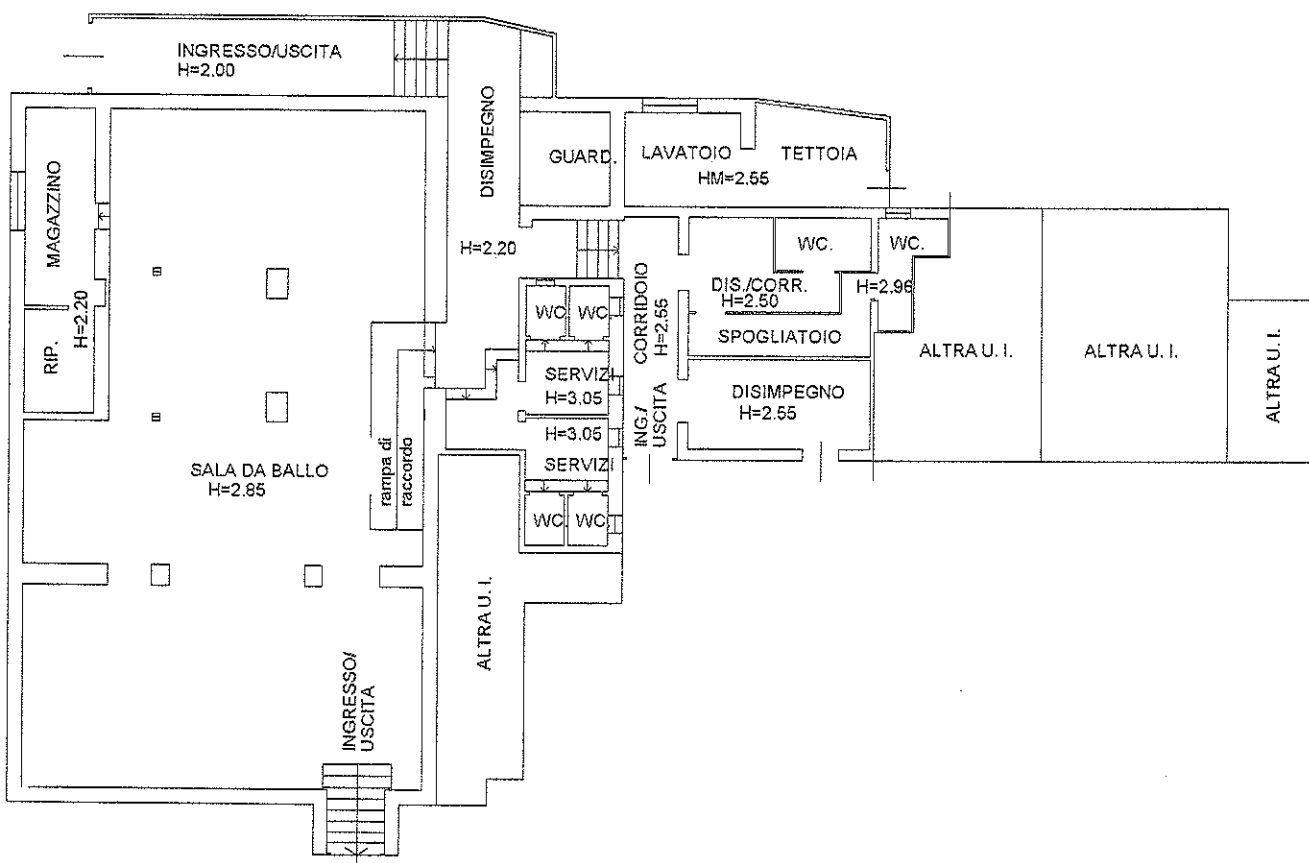 INGRESSO/USCITA
H=2.00
DISIMPEGNO
H=2.20
GUARD.
LAVATOIO
TETTOIA
HM=2.55
MAGAZZINO
RIP.
H=2.20
WC.
WC.
DIS./CORR.
H=2.50
H=2.96
SPOGLIATOIO
CORRIDOIO
H=2.55
ING./
USCITA
WC
WC
SERVIZI
H=3.05
H=3.05
SERVIZI
WC.
WC
DISIMPEGNO
H=2.55
ALTRA U. I.
ALTRA U. I.
ALTRA U. I.
SALA DA BALLO
H=2.85
rampa di
raccordo
ALTRA U. I.
INGRESSO/
USCITA